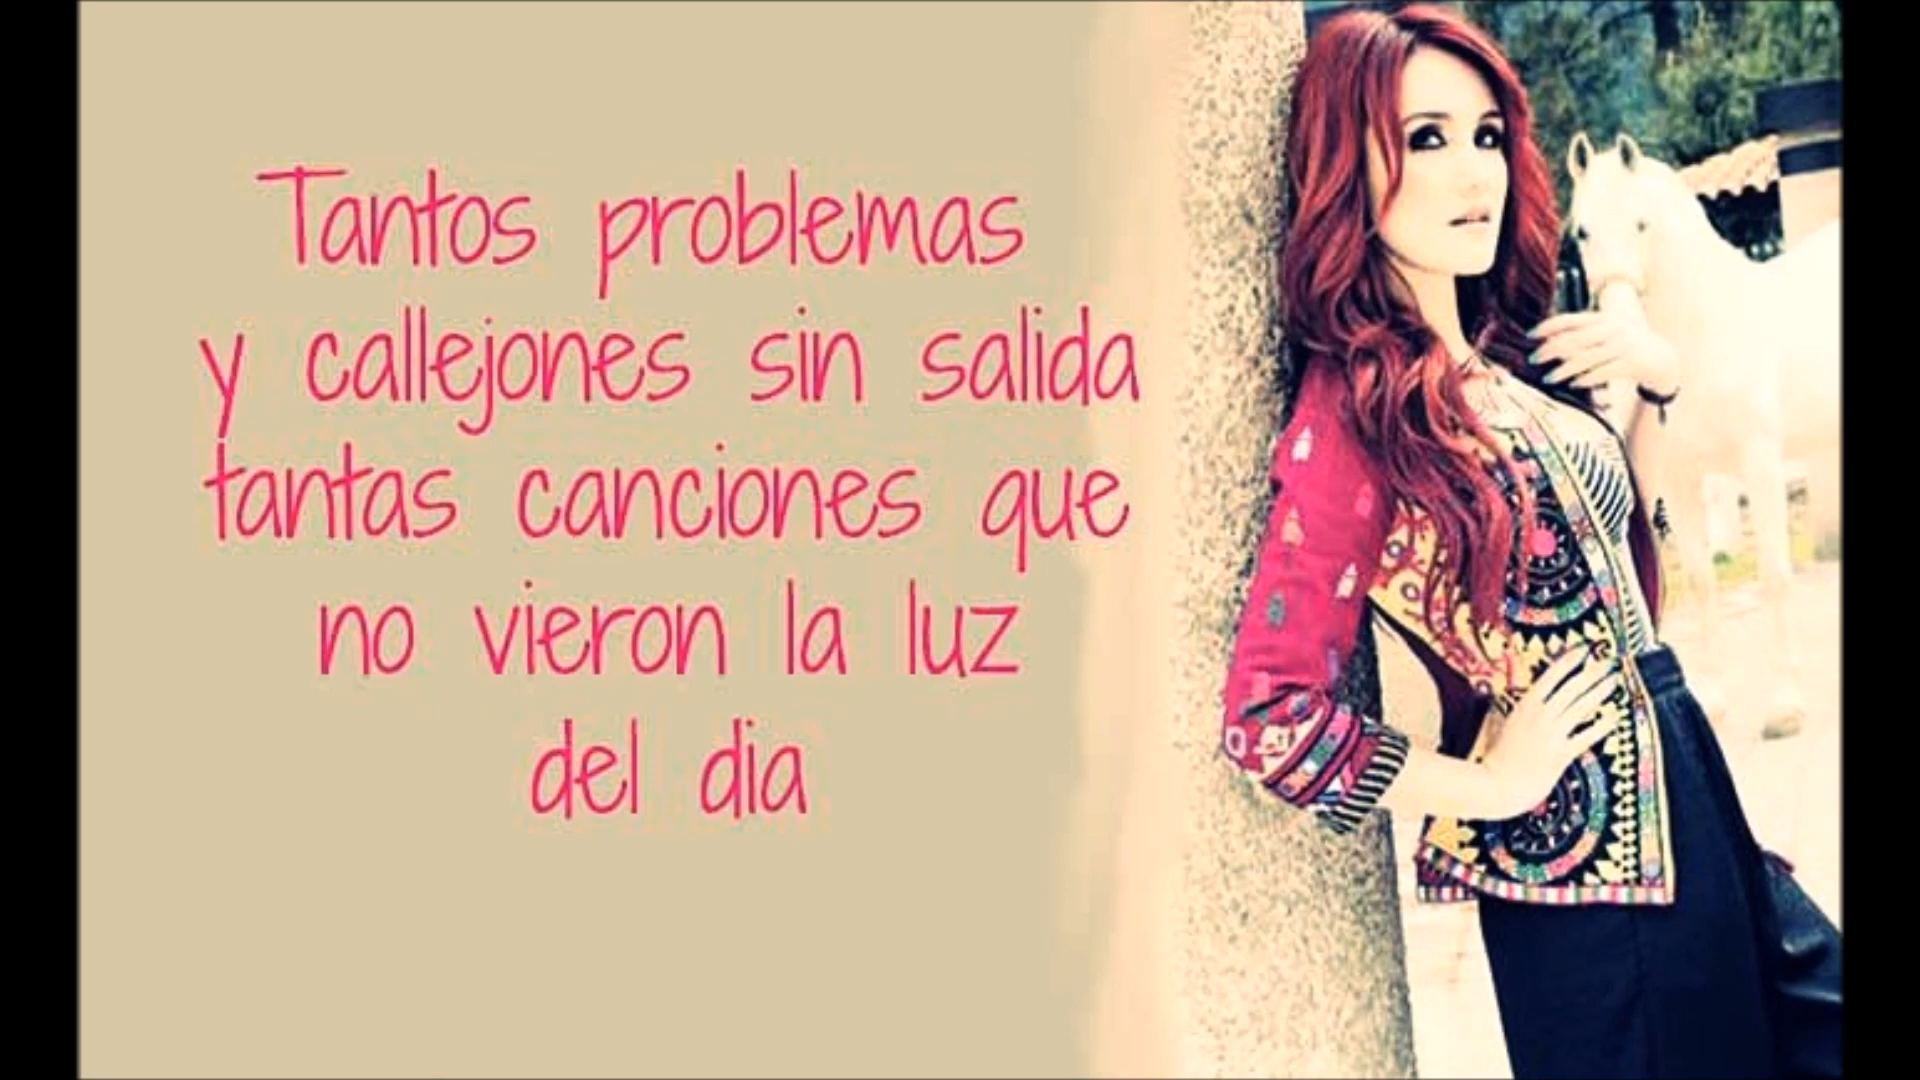 Tantos problemas
y callejones sin salida
tantas canciones que
no vieron la luz
del dia